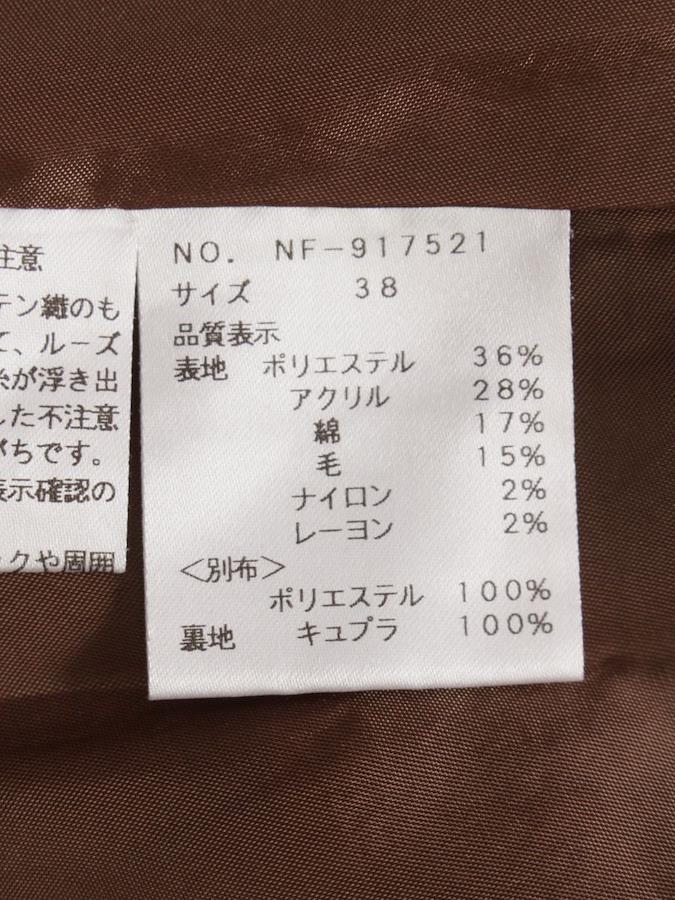 注意
テン織のも
て、ルーズ
糸が浮き出
した不注意
がちです。
表示確認の
ックや周囲
NO. NF-917521
サイズ 38
品質表示
表地 ポリエステル 36%
アクリル 28%
綿 17%
毛 15%
ナイロン 2%
レーヨン 2%
<別布>
ポリエステル 100%
裏地 キュプラ 100%